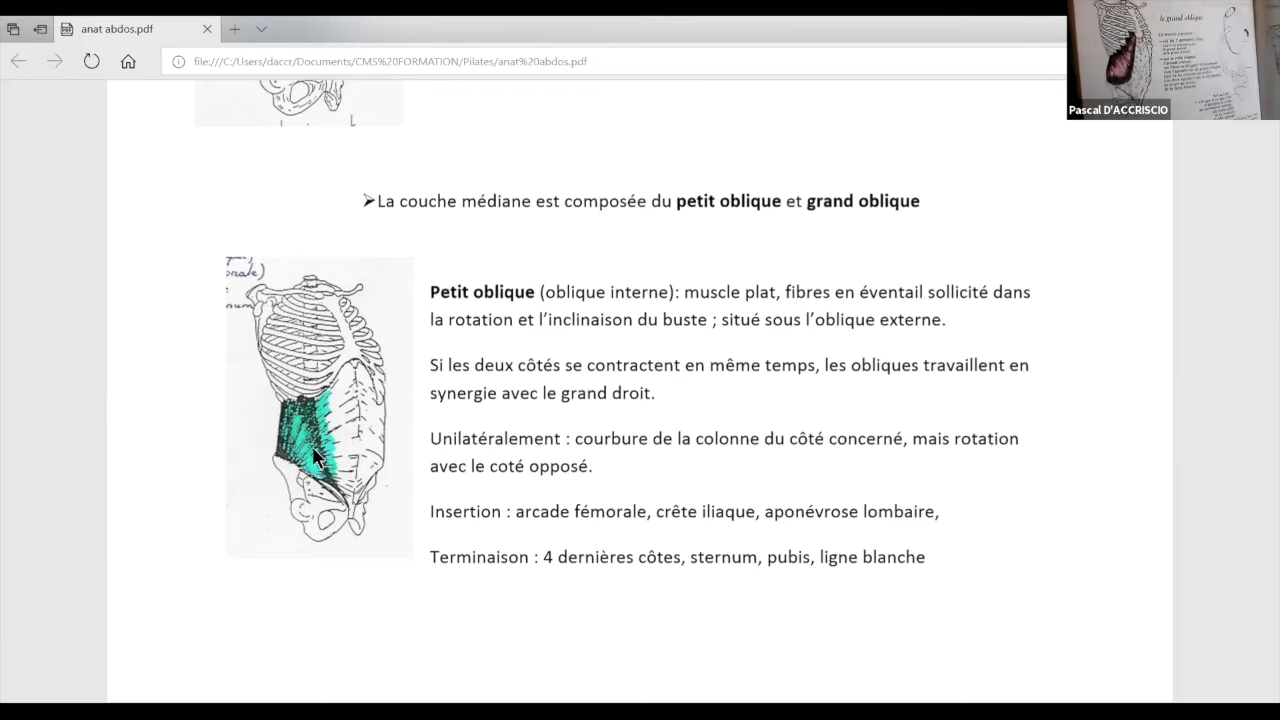 anat abdos.pdf
file:///C:/Users/daccr/Documents/CMS%20FORMATION/Pilates/anat%20abdos.pdf
le grand oblique
Pascal D'ACCRISCIO
➢La couche médiane est composée du petit oblique et grand oblique
Petit oblique (oblique interne): muscle plat, fibres en éventail sollicité dans
la rotation et l'inclinaison du buste ; situé sous l'oblique externe.
Si les deux côtés se contractent en même temps, les obliques travaillent en
synergie avec le grand droit.
Unilatéralement : courbure de la colonne du côté concerné, mais rotation
avec le coté opposé.
Insertion : arcade fémorale, crête iliaque, aponévrose lombaire,
Terminaison : 4 dernières côtes, sternum, pubis, ligne blanche